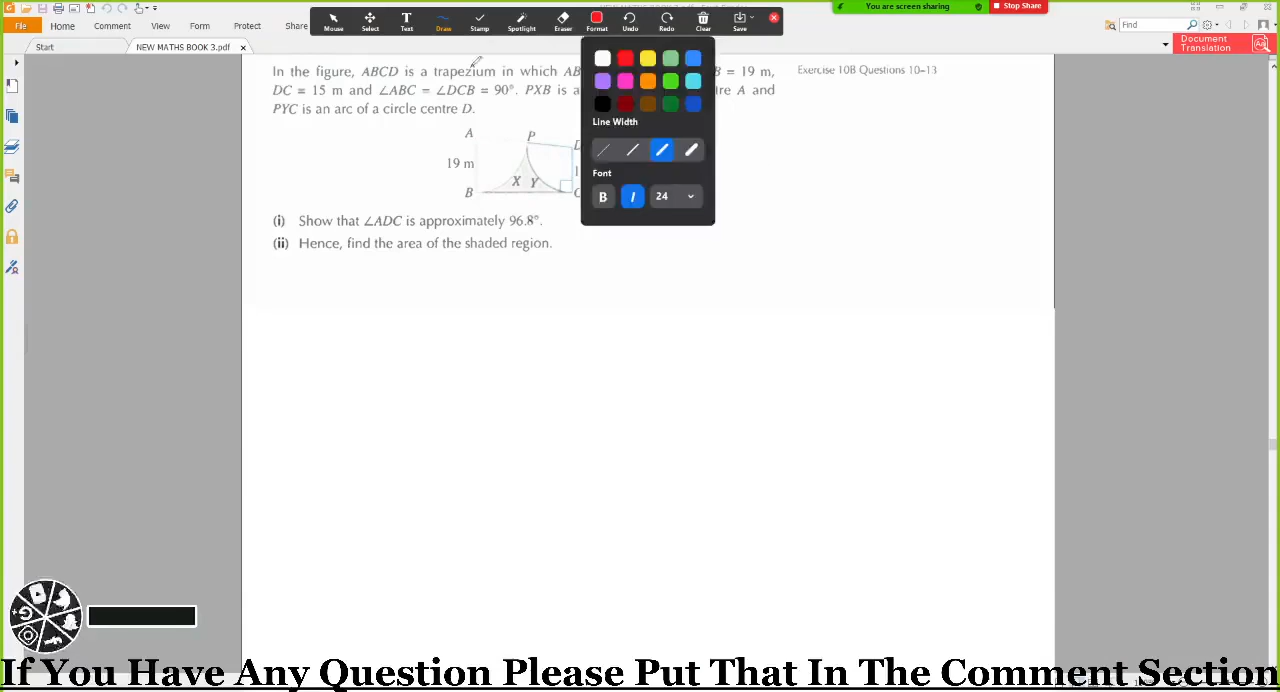 You are screen sharing Stop Share
File Home Comment View Form Protect Share
Mouse Select Text Draw Stamp Spotlight Eraser Format Undo Redo Clear Save
Find
Document Translation
Start NEW MATHS BOOK 3.pdf
In the figure, ABCD is a trapezium in which AB = 19 m,
DC = 15 m and ∠ABC = ∠DCB = 90°. PXB is a and
PYC is an arc of a circle centre D.
Exercise 10B Questions 10–13
A P
19 m
X Y
B
Line Width
Font
B I 24
(i) Show that ∠ADC is approximately 96.8°.
(ii) Hence, find the area of the shaded region.
If You Have Any Question Please Put That In The Comment Section